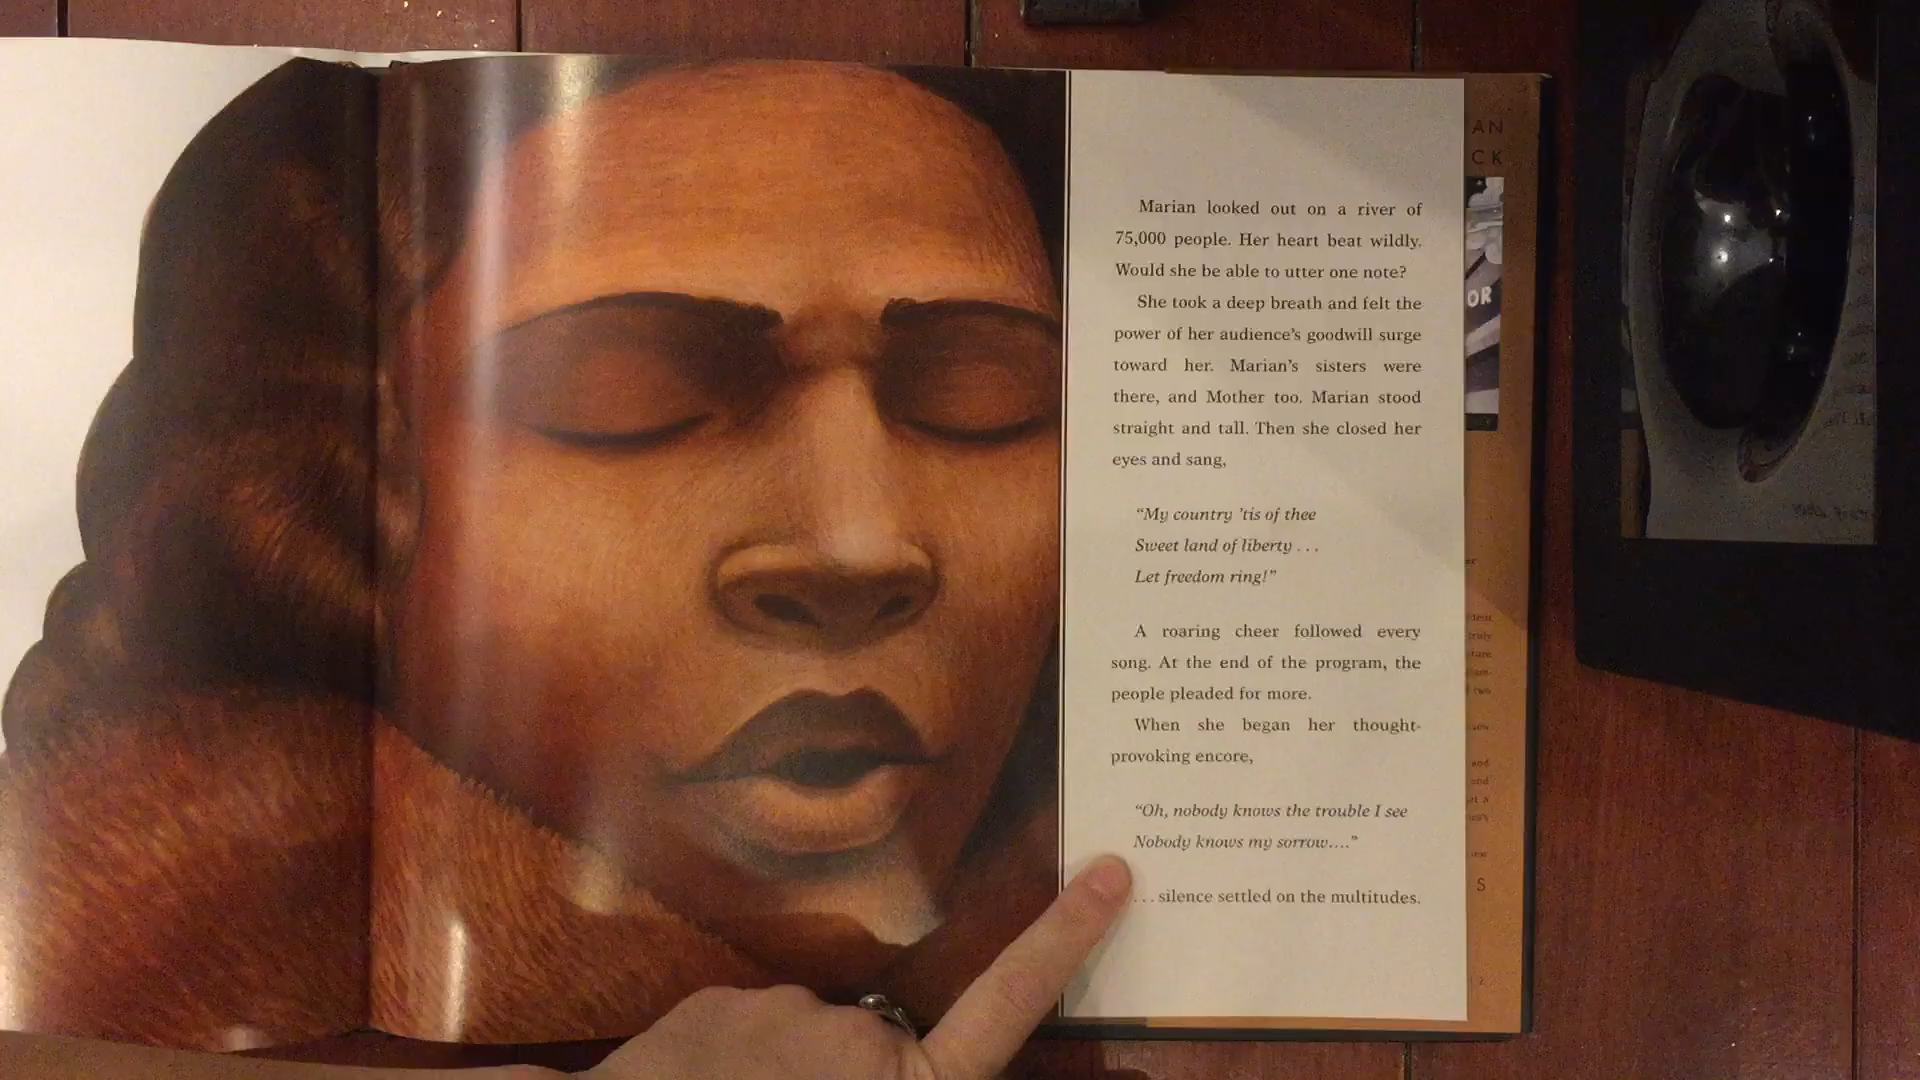 Marian looked out on a river of
75,000 people. Her heart beat wildly.
Would she be able to utter one note?
She took a deep breath and felt the
power of her audience's goodwill surge
toward her. Marian's sisters were
there, and Mother too. Marian stood
straight and tall. Then she closed her
eyes and sang,
“My country ’tis of thee
Sweet land of liberty . . .
Let freedom ring!”
A roaring cheer followed every
song. At the end of the program, the
people pleaded for more.
When she began her thought-
provoking encore,
“Oh, nobody knows the trouble I see
Nobody knows my sorrow....”
. . . silence settled on the multitudes.
AN
CK
OR
and
S